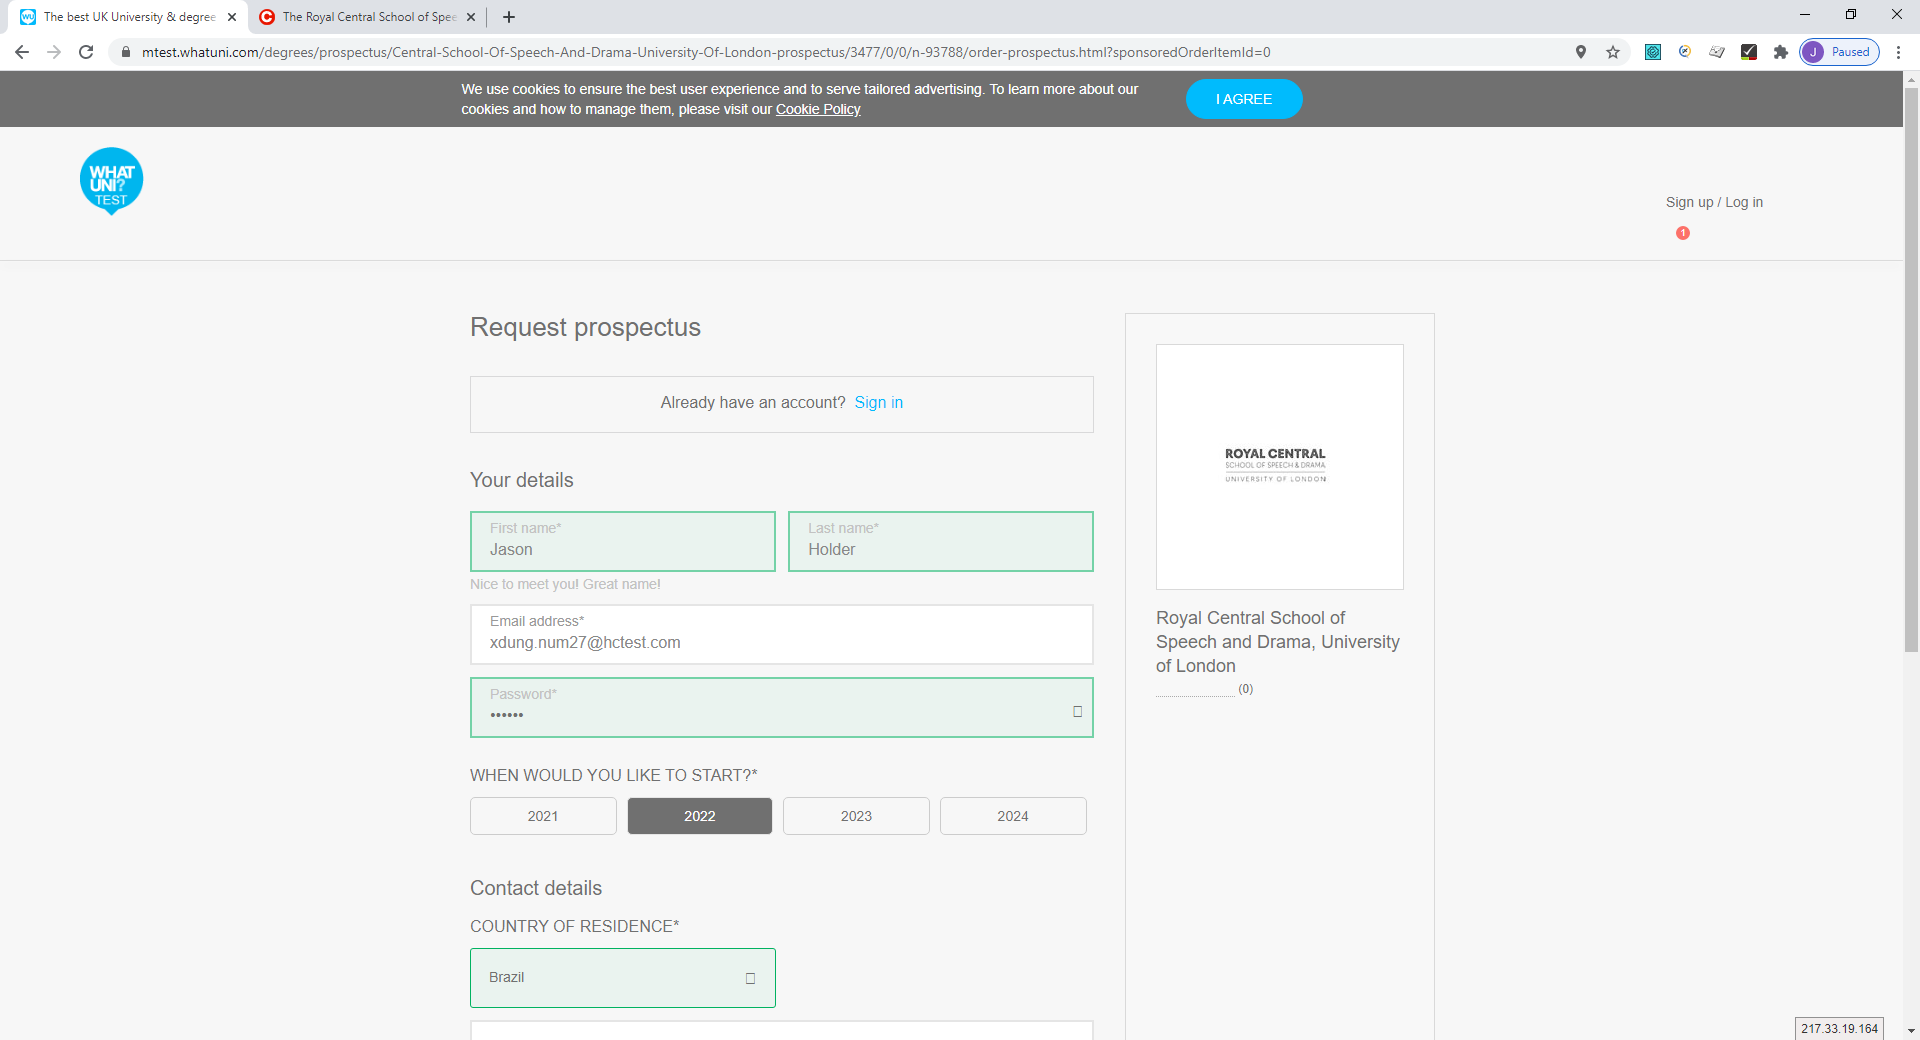 The best UK University & degree
The Royal Central School of Spee
mtest.whatuni.com/degrees/prospectus/Central-School-Of-Speech-And-Drama-University-Of-London-prospectus/3477/0/0/n-93788/order-prospectus.html?sponsoredOrderItemId=0
J Paused
We use cookies to ensure the best user experience and to serve tailored advertising. To learn more about our
cookies and how to manage them, please visit our Cookie Policy
I AGREE
WHAT
UNI?
TEST
Sign up / Log in
1
Request prospectus
Already have an account? Sign in
Your details
First name*
Jason
Last name*
Holder
Nice to meet you! Great name!
Email address*
xdung.num27@hctest.com
Password*
••••••
WHEN WOULD YOU LIKE TO START?*
2021
2022
2023
2024
Contact details
COUNTRY OF RESIDENCE*
Brazil
ROYAL CENTRAL
SCHOOL OF SPEECH & DRAMA
UNIVERSITY OF LONDON
Royal Central School of
Speech and Drama, University
of London
(0)
217.33.19.164